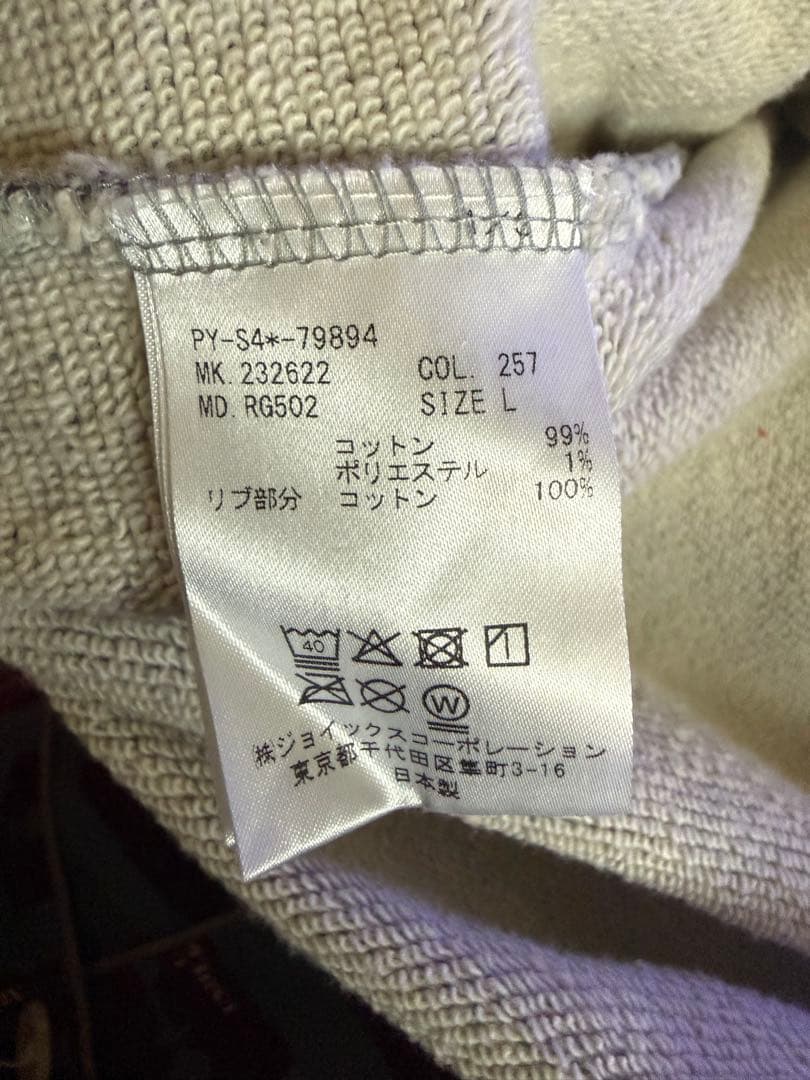 PY-S4*-79894
MK. 232622 COL. 257
MD. RG502 SIZE L
コットン 99%
ポリエステル 1%
リブ部分 コットン 100%
40
W
㈱ジョイックスコーポレーション
東京都千代田区隼町3-16
日本製